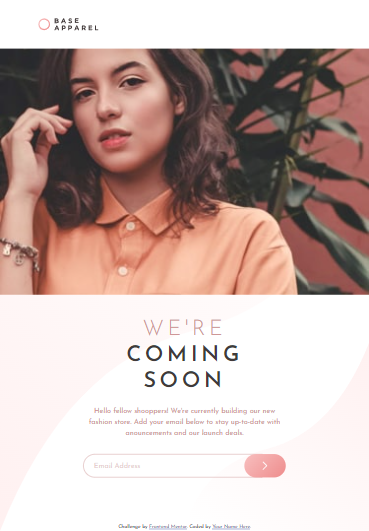 BASE
APPAREL
WE'RE
COMING
SOON
Hello fellow shooppers! We're currently building our new
fashion store. Add your email below to stay up-to-date with
anouncements and our launch deals.
Email Address
Challenge by Frontend Mentor. Coded by Your Name Here.